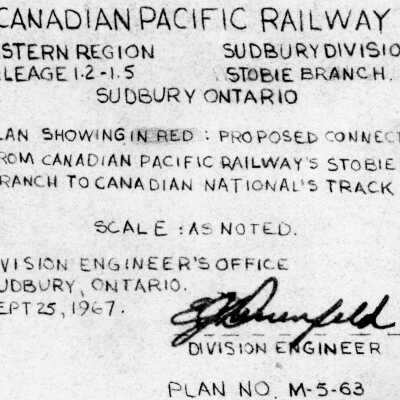 CANADIAN PACIFIC RAILWAY
STERN REGION SUDBURY DIVISIO
LEAGE 1.2-1.5 STOBIE BRANCH.
SUDBURY ONTARIO
LAN SHOWING IN RED : PROPOSED CONNECT
ROM CANADIAN PACIFIC RAILWAY'S STOBIE
RANCH TO CANADIAN NATIONAL'S TRACK
SCALE : AS NOTED.
VISION ENGINEER'S OFFICE
UDBURY, ONTARIO.
EPT 25, 1967.
DIVISION ENGINEER
PLAN NO. M-5-63